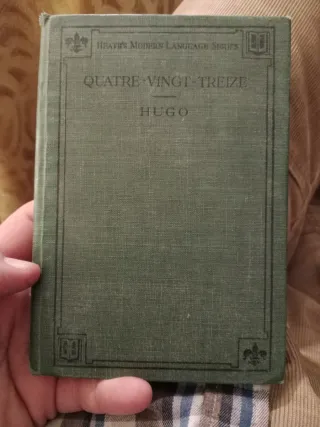 HEATH'S MODERN LANGUAGE SERIES
QUATRE·VINGT-TREIZE
HUGO